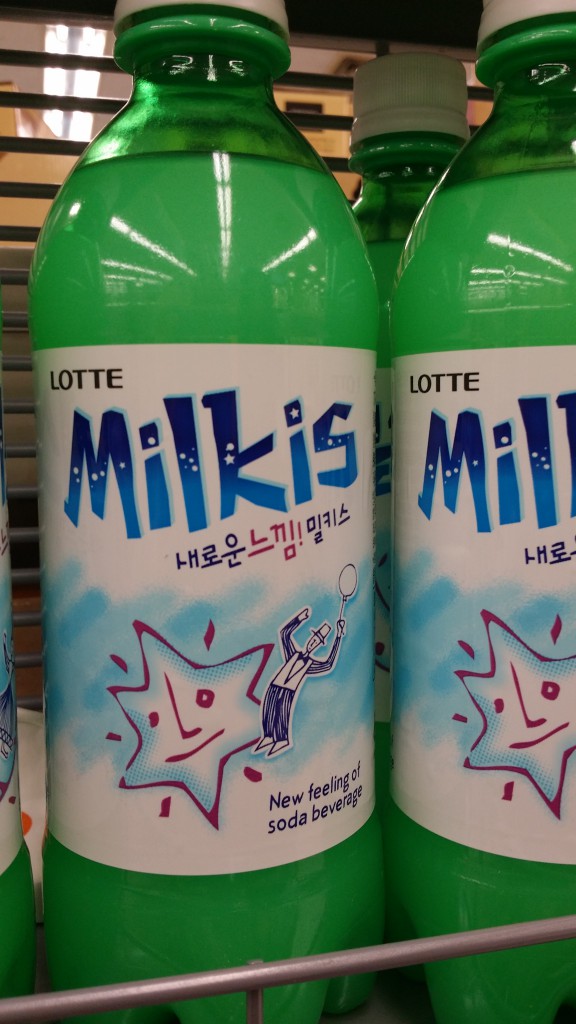 LOTTE
Milkis
새로운 느낌! 밀키스
New feeling of
soda beverage
LOTTE
Mil
새로